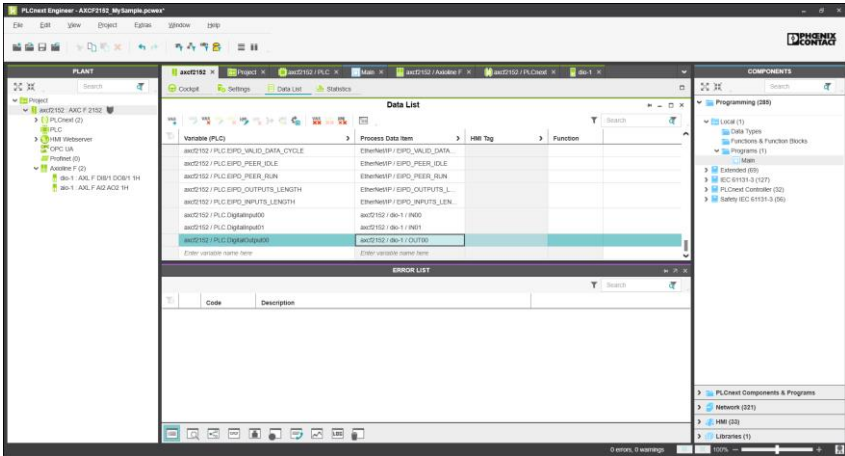 PLCnext Engineer - AXCF2152_MySample.pcwex*
File Edit View Project Extras Window Help
PHŒNIX CONTACT
PLANT
Search
Project
axcf2152 : AXC F 2152
PLCnext (2)
PLC
HMI Webserver
OPC UA
Profinet (0)
Axioline F (2)
dio-1 : AXL F DI8/1 DO8/1 1H
aio-1 : AXL F AI2 AO2 1H
axcf2152 × Project × axcf2152 / PLC × Main × axcf2152 / Axioline F × axcf2152 / PLCnext × dio-1 ×
Cockpit Settings Data List Statistics
Data List
Search
Variable (PLC) Process Data Item HMI Tag Function
axcf2152 / PLC.EIPD_VALID_DATA_CYCLE EtherNet/IP / EIPD_VALID_DATA...
axcf2152 / PLC.EIPD_PEER_IDLE EtherNet/IP / EIPD_PEER_IDLE
axcf2152 / PLC.EIPD_PEER_RUN EtherNet/IP / EIPD_PEER_RUN
axcf2152 / PLC.EIPD_OUTPUTS_LENGTH EtherNet/IP / EIPD_OUTPUTS_L...
axcf2152 / PLC.EIPD_INPUTS_LENGTH EtherNet/IP / EIPD_INPUTS_LEN...
axcf2152 / PLC.DigitalInput00 axcf2152 / dio-1 / IN00
axcf2152 / PLC.DigitalInput01 axcf2152 / dio-1 / IN01
axcf2152 / PLC.DigitalOutput00 axcf2152 / dio-1 / OUT00
Enter variable name here Enter variable name here
ERROR LIST
Search
Code Description
0 errors, 0 warnings
100%
COMPONENTS
Search
Programming (285)
Local (1)
Data Types
Functions & Function Blocks
Programs (1)
Main
Extended (69)
IEC 61131-3 (127)
PLCnext Controller (32)
Safety IEC 61131-3 (56)
PLCnext Components & Programs
Network (321)
HMI (33)
Libraries (1)